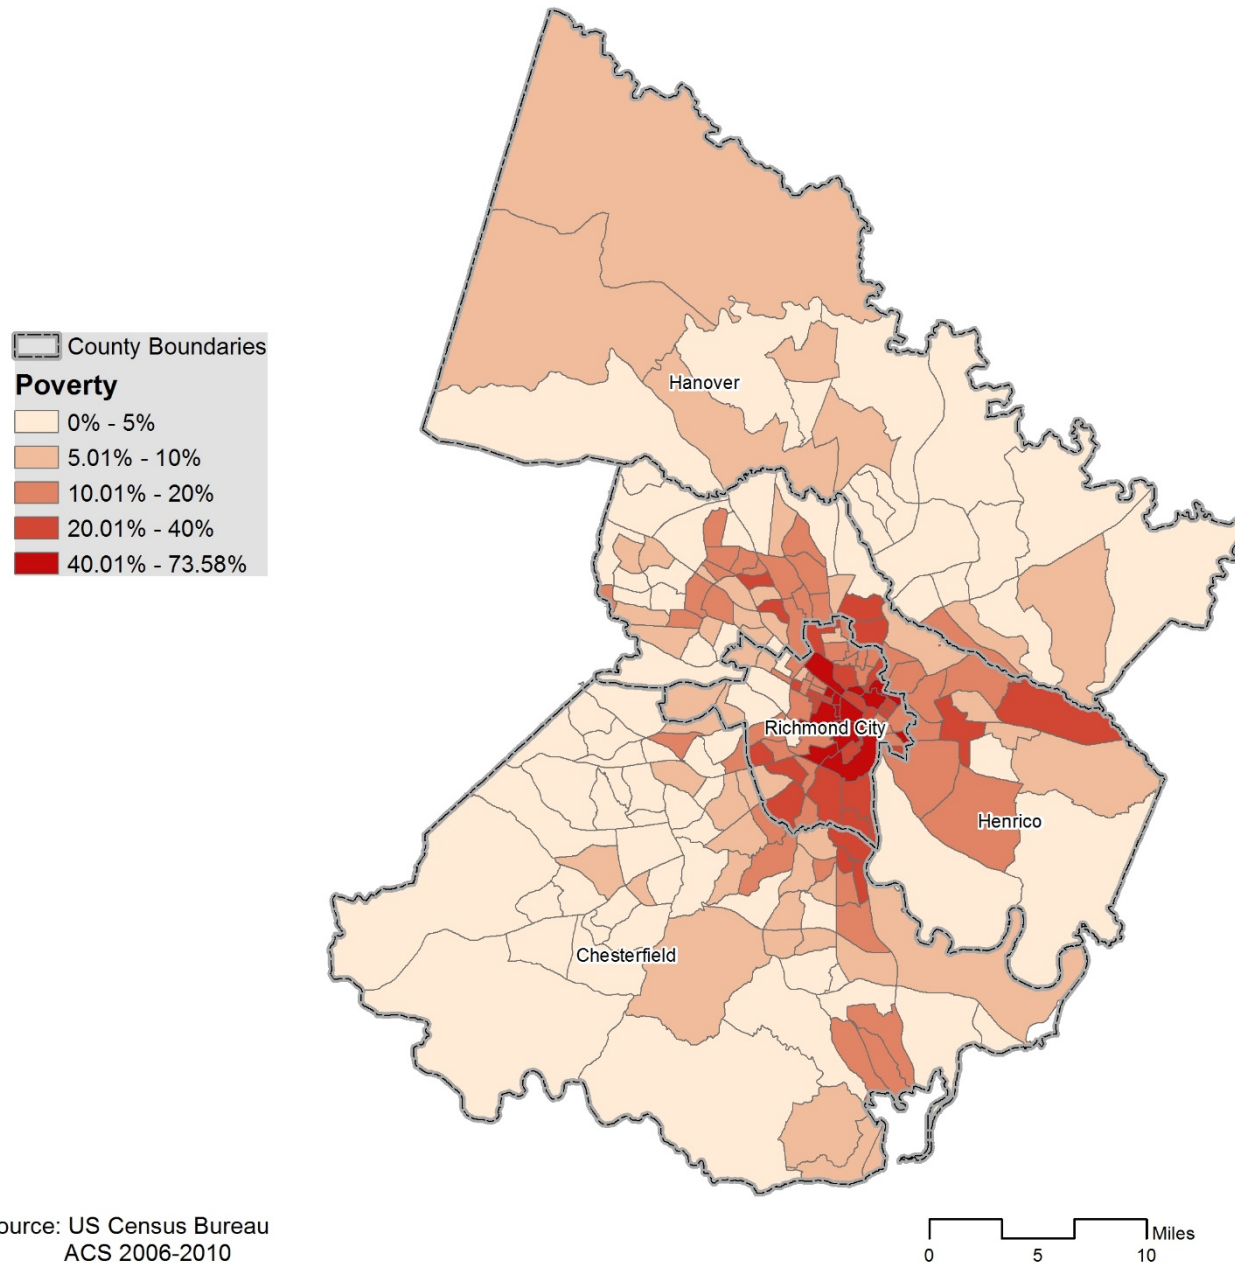 County Boundaries
Poverty
0% - 5%
5.01% - 10%
10.01% - 20%
20.01% - 40%
40.01% - 73.58%
Hanover
Richmond City
Henrico
Chesterfield
ource: US Census Bureau
ACS 2006-2010
Miles
0 5 10